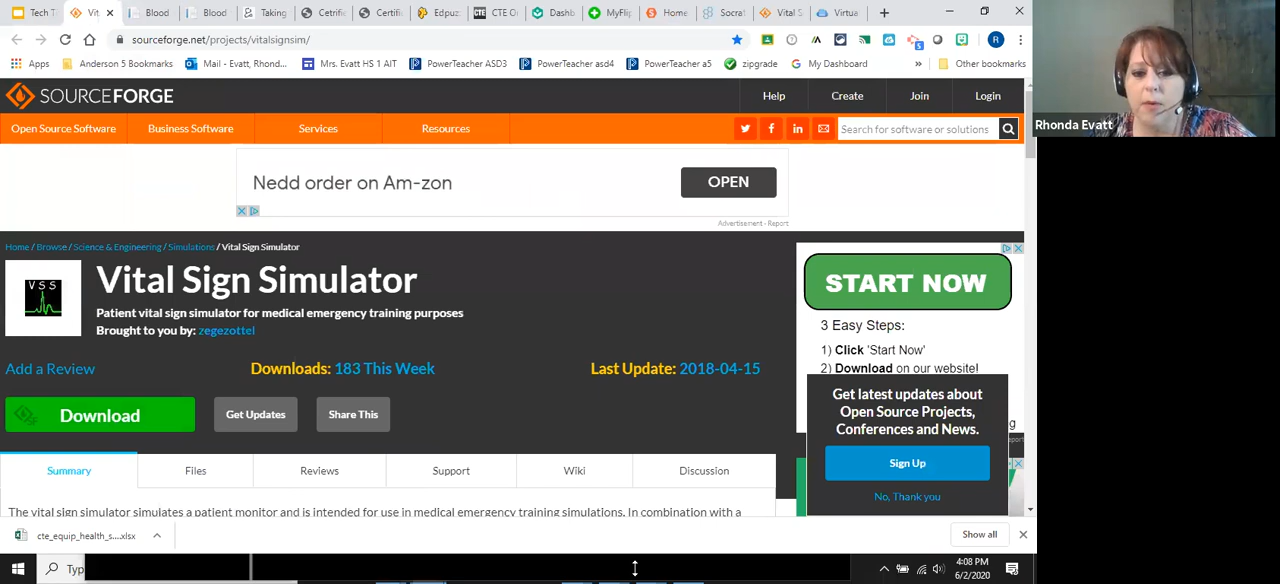 Tech T
Vit
Blood
Blood
Taking
Cetrific
Certific
Edpuz
CTE O
Dashb
MyFlip
Home
Socrat
Vital S
Virtua
sourceforge.net/projects/vitalsignsim/
Apps
Anderson 5 Bookmarks
Mail - Evatt, Rhond...
Mrs. Evatt HS 1 AIT
PowerTeacher ASD3
PowerTeacher asd4
PowerTeacher a5
zipgrade
My Dashboard
»
Other bookmarks
Rhonda Evatt
SOURCEFORGE
Help
Create
Join
Login
Open Source Software
Business Software
Services
Resources
Search for software or solutions
Nedd order on Am-zon
OPEN
Advertisement - Report
Home / Browse / Science & Engineering / Simulations / Vital Sign Simulator
VSS
Vital Sign Simulator
Patient vital sign simulator for medical emergency training purposes
Brought to you by: zegezottel
Add a Review
Downloads: 183 This Week
Last Update: 2018-04-15
Download
Get Updates
Share This
START NOW
3 Easy Steps:
1) Click 'Start Now'
2) Download on our website!
Get latest updates about
Open Source Projects,
Conferences and News.
Sign Up
No, Thank you
Summary
Files
Reviews
Support
Wiki
Discussion
The vital sign simulator simulates a patient monitor and is intended for use in medical emergency training simulations. In combination with a
cte_equip_health_s....xlsx
Show all
Typ
4:08 PM
6/2/2020